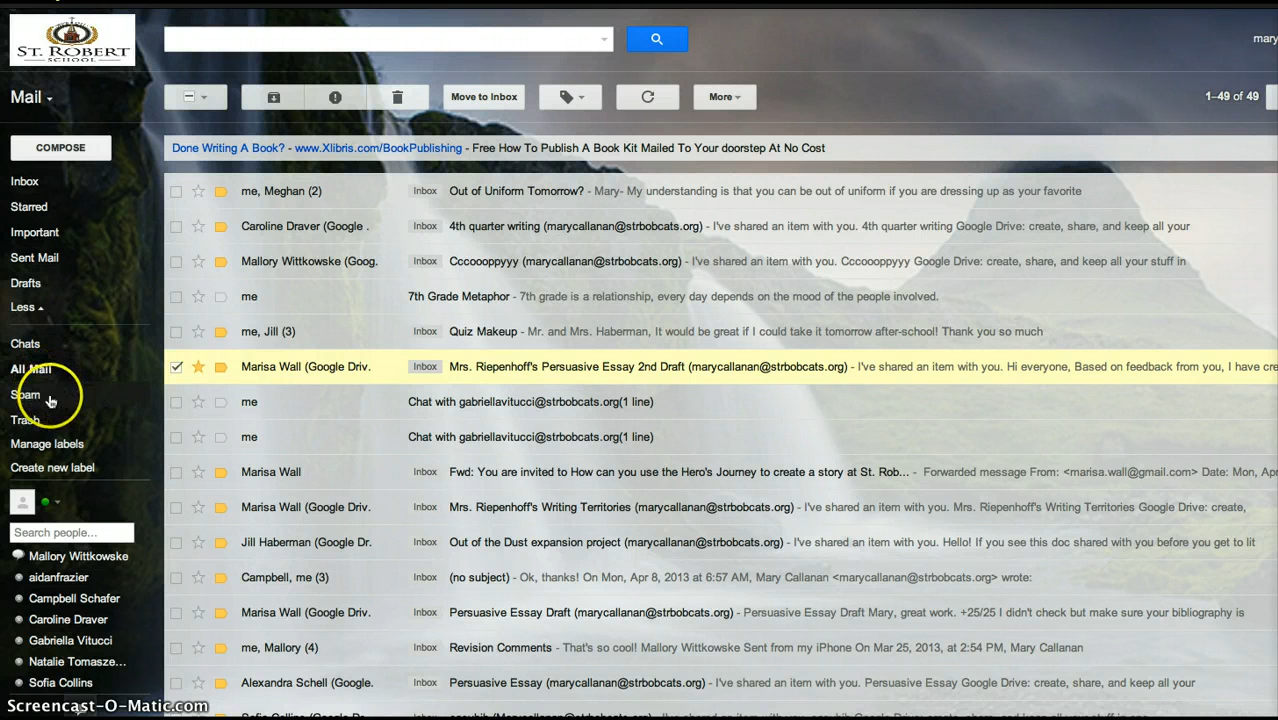 ST. ROBERT
SCHOOL
mary
Mail
Move to Inbox
More
1–49 of 49
COMPOSE
Done Writing A Book? - www.Xlibris.com/BookPublishing - Free How To Publish A Book Kit Mailed To Your doorstep At No Cost
Inbox
Starred
Important
Sent Mail
Drafts
Less
Chats
All Mail
Spam
Trash
Manage labels
Create new label
Search people...
Mallory Wittkowske
aidanfrazier
Campbell Schafer
Caroline Draver
Gabriella Vitucci
Natalie Tomasze...
Sofia Collins
me, Meghan (2) Inbox Out of Uniform Tomorrow? - Mary- My understanding is that you can be out of uniform if you are dressing up as your favorite
Caroline Draver (Google . Inbox 4th quarter writing (marycallanan@strbobcats.org) - I've shared an item with you. 4th quarter writing Google Drive: create, share, and keep all your
Mallory Wittkowske (Goog. Inbox Cccoooppyyy (marycallanan@strbobcats.org) - I've shared an item with you. Cccoooppyyy Google Drive: create, share, and keep all your stuff in
me 7th Grade Metaphor - 7th grade is a relationship, every day depends on the mood of the people involved.
me, Jill (3) Inbox Quiz Makeup - Mr. and Mrs. Haberman, It would be great if I could take it tomorrow after-school! Thank you so much
Marisa Wall (Google Driv. Inbox Mrs. Riepenhoff's Persuasive Essay 2nd Draft (marycallanan@strbobcats.org) - I've shared an item with you. Hi everyone, Based on feedback from you, I have cre
me Chat with gabriellavitucci@strbobcats.org(1 line)
me Chat with gabriellavitucci@strbobcats.org(1 line)
Marisa Wall Inbox Fwd: You are invited to How can you use the Hero's Journey to create a story at St. Rob... - Forwarded message From: <marisa.wall@gmail.com> Date: Mon, Apr
Marisa Wall (Google Driv. Inbox Mrs. Riepenhoff's Writing Territories (marycallanan@strbobcats.org) - I've shared an item with you. Mrs. Riepenhoff's Writing Territories Google Drive: create,
Jill Haberman (Google Dr. Inbox Out of the Dust expansion project (marycallanan@strbobcats.org) - I've shared an item with you. Hello! If you see this doc shared with you before you get to lit
Campbell, me (3) Inbox (no subject) - Ok, thanks! On Mon, Apr 8, 2013 at 6:57 AM, Mary Callanan <marycallanan@strbobcats.org> wrote:
Marisa Wall (Google Driv. Inbox Persuasive Essay Draft (marycallanan@strbobcats.org) - Persuasive Essay Draft Mary, great work. +25/25 I didn't check but make sure your bibliography is
me, Mallory (4) Inbox Revision Comments - That's so cool! Mallory Wittkowske Sent from my iPhone On Mar 25, 2013, at 2:54 PM, Mary Callanan
Alexandra Schell (Google. Inbox Persuasive Essay (marycallanan@strbobcats.org) - I've shared an item with you. Persuasive Essay Google Drive: create, share, and keep all your
Screencast-O-Matic.com